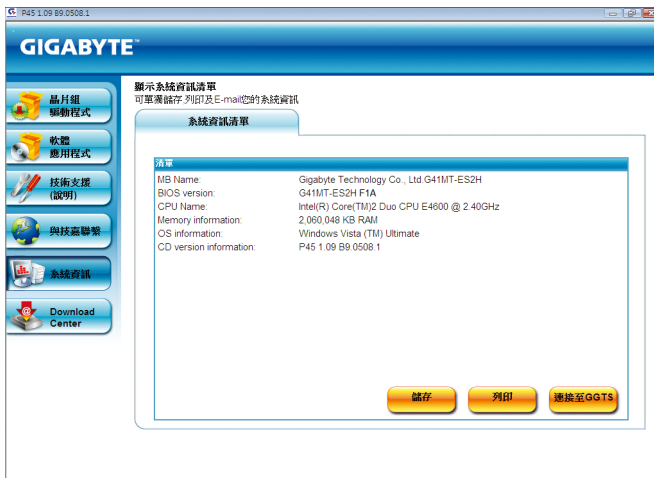 P45 1.09 B9.0508.1
GIGABYTE™
晶片組
驅動程式
軟體
應用程式
技術支援
(說明)
與技嘉聯繫
系統資訊
Download
Center
顯示系統資訊清單
可單獨儲存,列印及E-mail您的系統資訊
系統資訊清單
清單
MB Name: Gigabyte Technology Co., Ltd.G41MT-ES2H
BIOS version: G41MT-ES2H F1A
CPU Name: Intel(R) Core(TM)2 Duo CPU E4600 @ 2.40GHz
Memory information: 2,060,048 KB RAM
OS information: Windows Vista (TM) Ultimate
CD version information: P45 1.09 B9.0508.1
儲存 列印 連接至GGTS